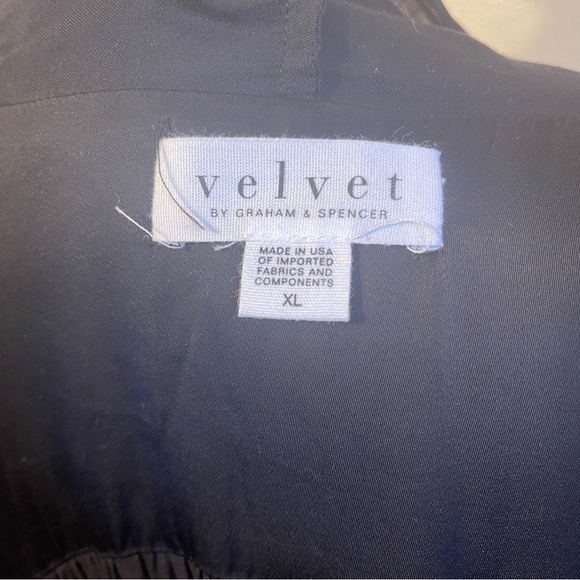 velvet
BY GRAHAM & SPENCER
MADE IN USA
OF IMPORTED
FABRICS AND
COMPONENTS
XL